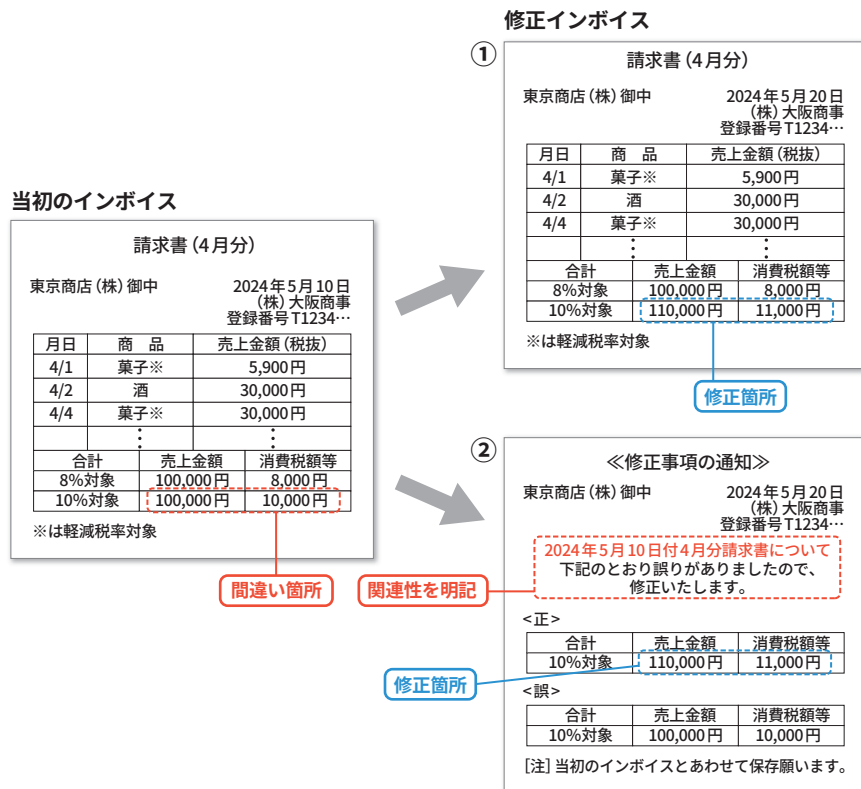 当初のインボイス
請求書（4月分）
東京商店（株）御中 2024年5月10日
（株）大阪商事
登録番号T1234…
月日 商 品 売上金額（税抜）
4/1 菓子※ 5,900円
4/2 酒 30,000円
4/4 菓子※ 30,000円
⋮ ⋮
合計 売上金額 消費税額等
8%対象 100,000円 8,000円
10%対象 100,000円 10,000円
※は軽減税率対象
間違い箇所
修正インボイス
①
請求書（4月分）
東京商店（株）御中 2024年5月20日
（株）大阪商事
登録番号T1234…
月日 商 品 売上金額（税抜）
4/1 菓子※ 5,900円
4/2 酒 30,000円
4/4 菓子※ 30,000円
⋮ ⋮
合計 売上金額 消費税額等
8%対象 100,000円 8,000円
10%対象 110,000円 11,000円
※は軽減税率対象
修正箇所
②
≪修正事項の通知≫
東京商店（株）御中 2024年5月20日
（株）大阪商事
登録番号T1234…
2024年5月10日付4月分請求書について
下記のとおり誤りがありましたので、
修正いたします。
関連性を明記
<正>
合計 売上金額 消費税額等
10%対象 110,000円 11,000円
修正箇所
<誤>
合計 売上金額 消費税額等
10%対象 100,000円 10,000円
［注］当初のインボイスとあわせて保存願います。